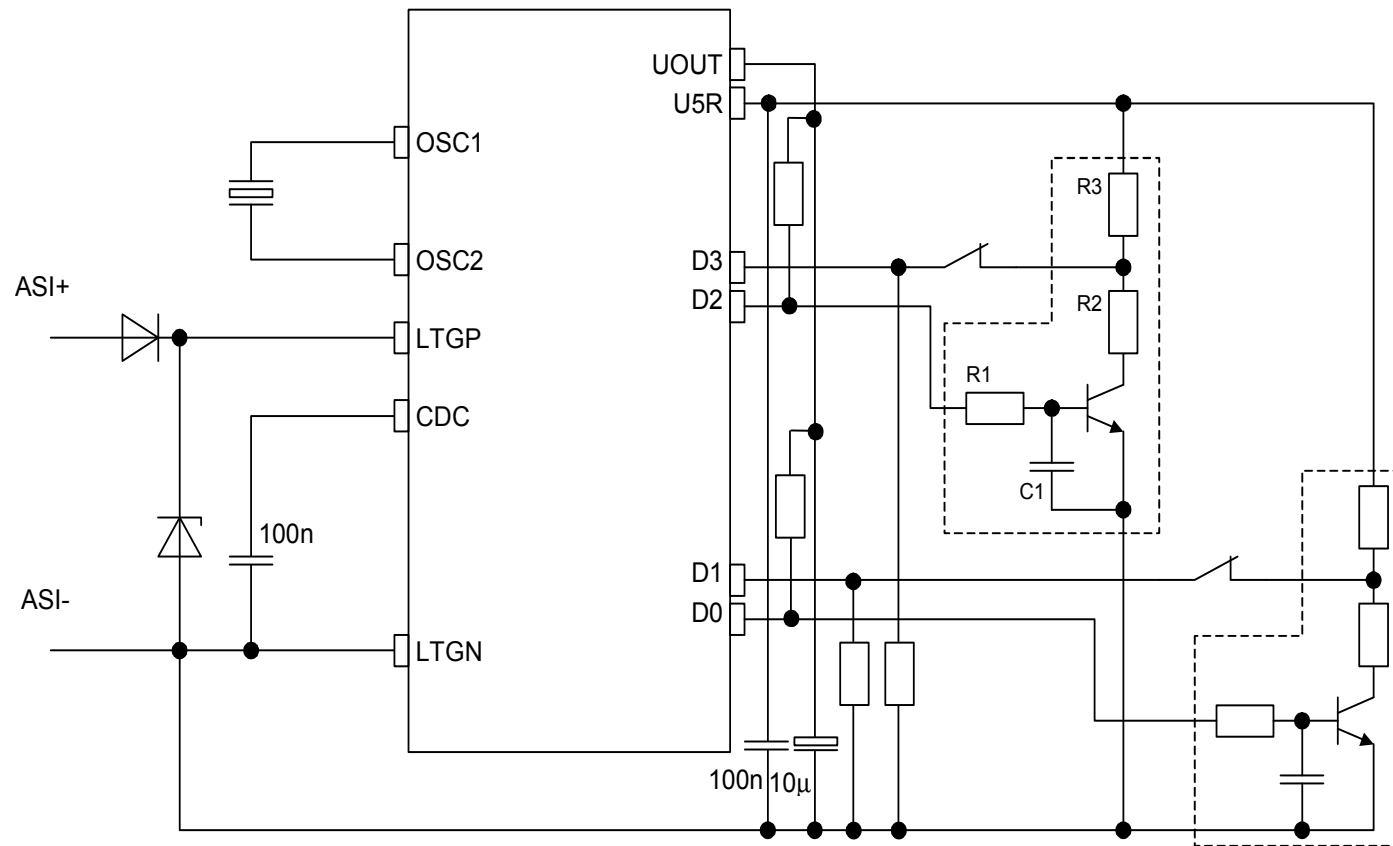 UOUT
U5R
OSC1
R3
OSC2
D3
ASI+
D2
R2
LTGP
R1
CDC
C1
100n
D1
ASI-
D0
LTGN
100n 10μ